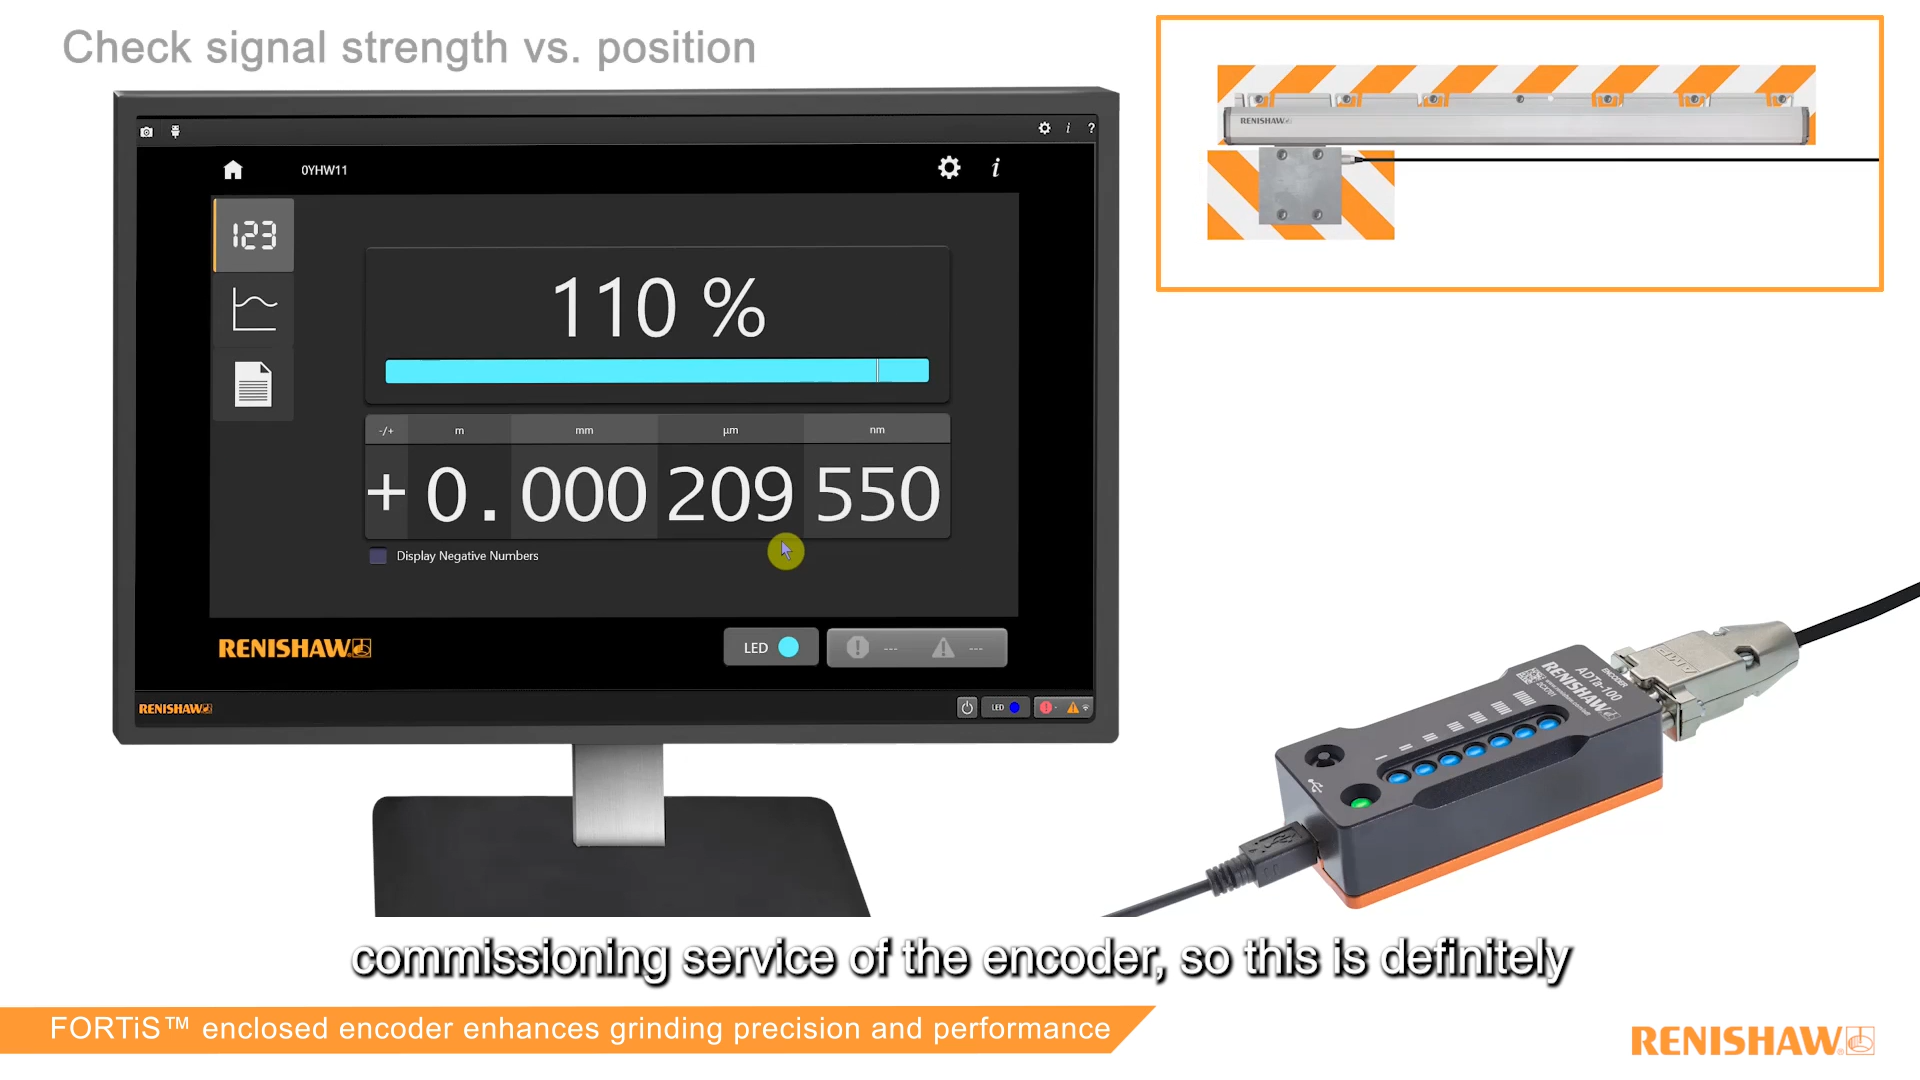 Check signal strength vs. position
RENISHAW
i ?
0YHW11
i
123
110 %
-/+ m mm µm nm
+ 0. 000 209 550
Display Negative Numbers
RENISHAW
LED --- ---
RENISHAW
LED
ENCODER
ADTa-100
RENISHAW
commissioning service of the encoder, so this is definitely
FORTiS™ enclosed encoder enhances grinding precision and performance
RENISHAW